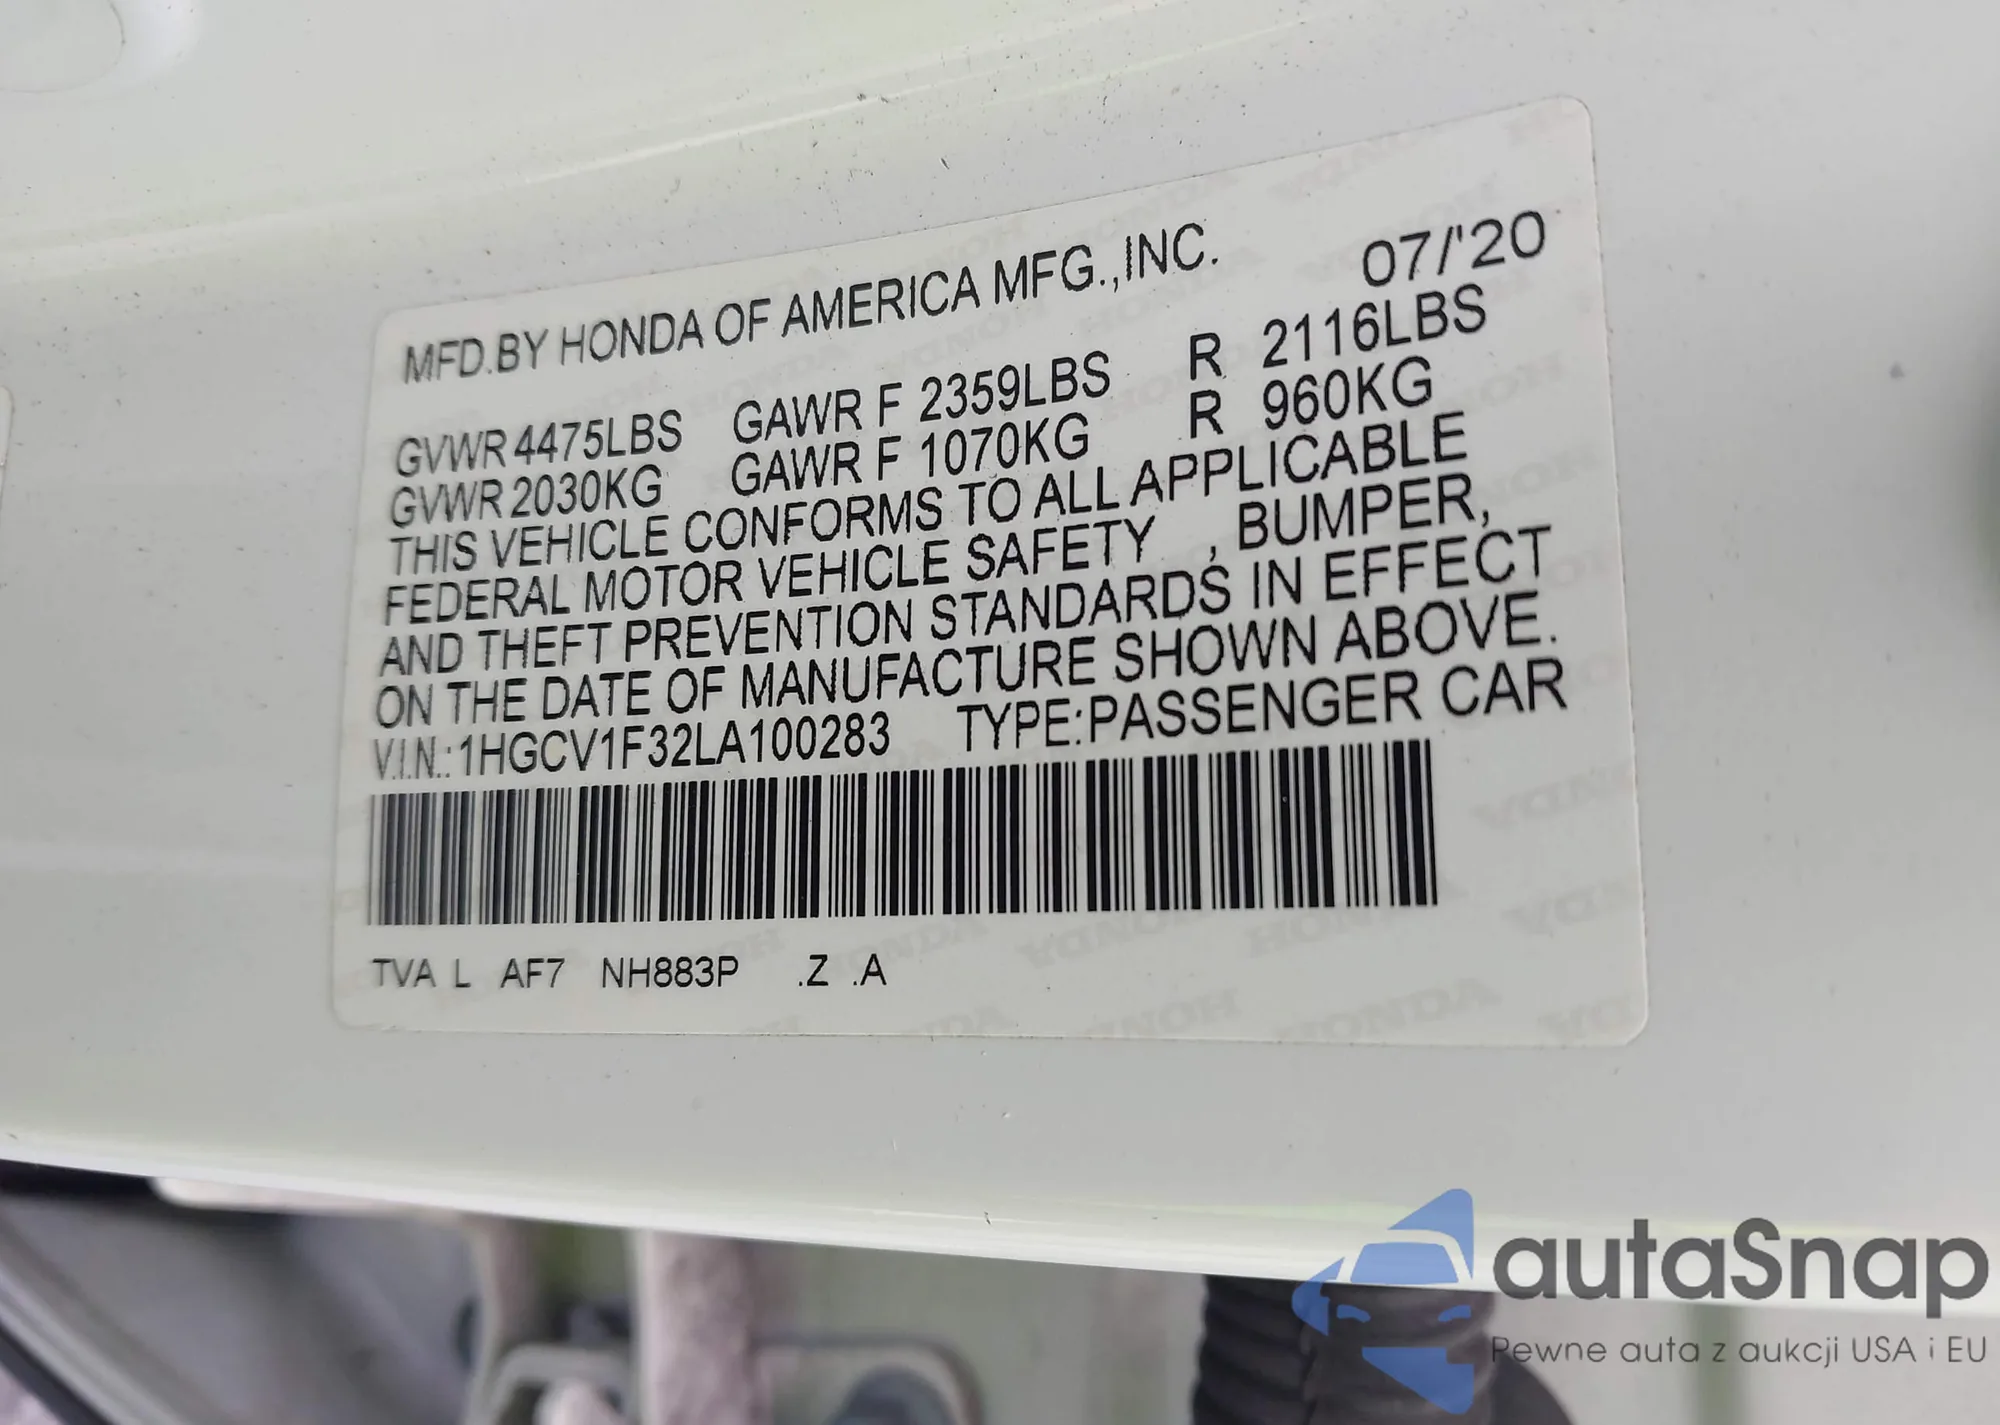 MFD.BY HONDA OF AMERICA MFG.,INC. 07/'20
GVWR 4475LBS GAWR F 2359LBS R 2116LBS
GVWR 2030KG GAWR F 1070KG R 960KG
THIS VEHICLE CONFORMS TO ALL APPLICABLE
FEDERAL MOTOR VEHICLE SAFETY , BUMPER,
AND THEFT PREVENTION STANDARDS IN EFFECT
ON THE DATE OF MANUFACTURE SHOWN ABOVE.
V.I.N.: 1HGCV1F32LA100283 TYPE:PASSENGER CAR
TVA L AF7 NH883P .Z .A
autaSnap
Pewne auta z aukcji USA i EU